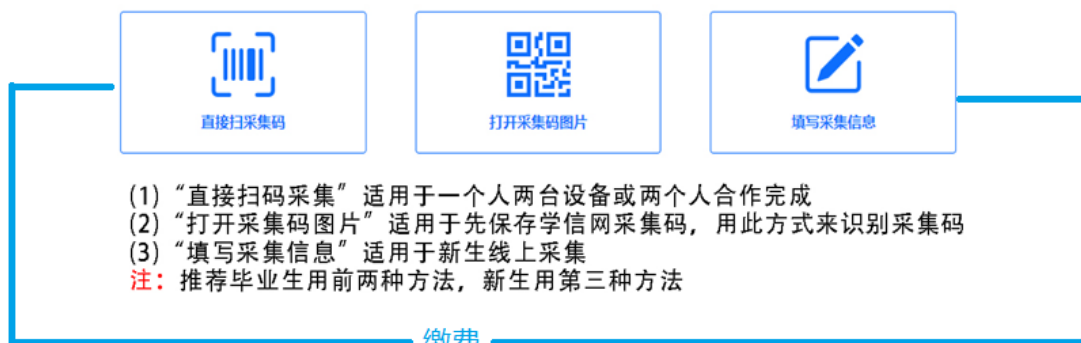 直接扫采集码
打开采集码图片
填写采集信息
(1)“直接扫码采集”适用于一个人两台设备或两个人合作完成
(2)“打开采集码图片”适用于先保存学信网采集码，用此方式来识别采集码
(3)“填写采集信息”适用于新生线上采集
注：推荐毕业生用前两种方法，新生用第三种方法
缴费